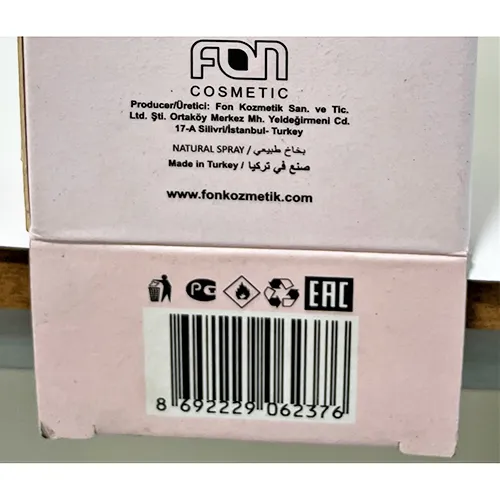 FON
COSMETIC
Producer/Üretici: Fon Kozmetik San. ve Tic.
Ltd. Şti. Ortaköy Merkez Mh. Yeldeğirmeni Cd.
17-A Silivri/İstanbul- Turkey
NATURAL SPRAY / بخاخ طبيعي
Made in Turkey / صنع في تركيا
www.fonkozmetik.com
PG EAC
8 692229 062376